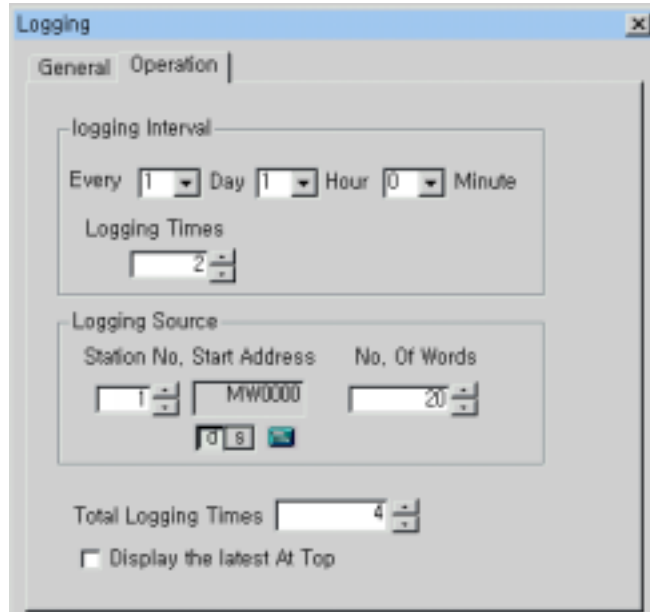 Logging
General Operation
logging Interval
Every 1 Day 1 Hour 0 Minute
Logging Times
2
Logging Source
Station No, Start Address No, Of Words
1 MW0000 20
d s
Total Logging Times 4
Display the latest At Top